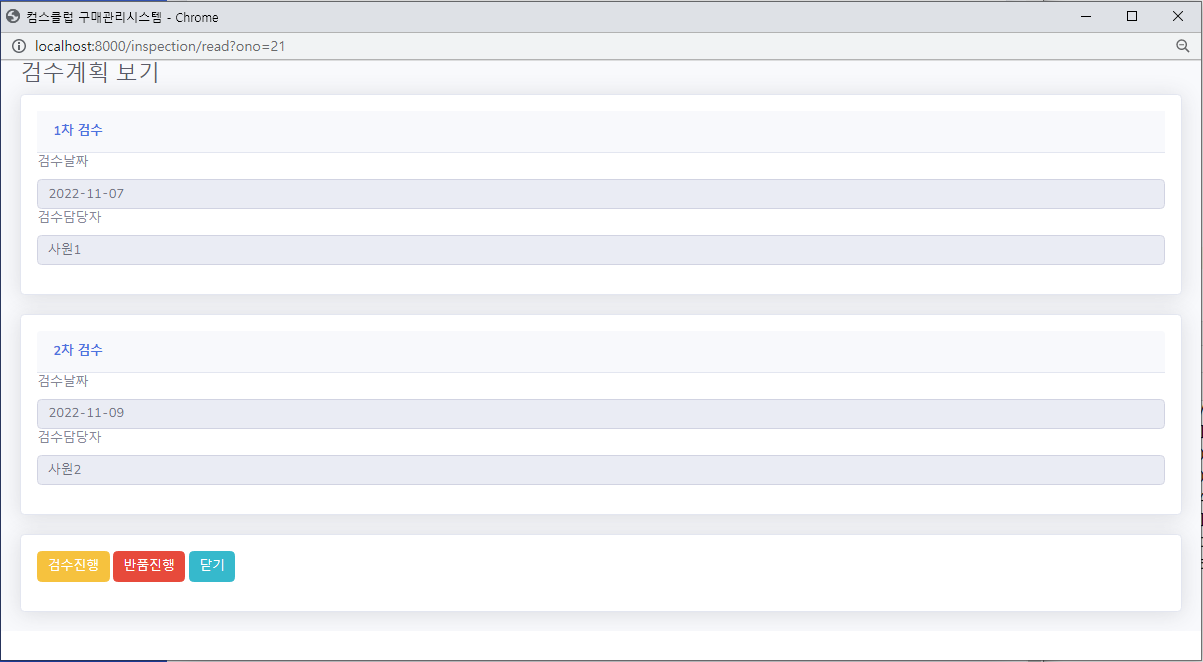 컴스클럽 구매관리시스템 - Chrome
localhost:8000/inspection/read?ono=21
검수계획 보기
1차 검수
검수날짜
2022-11-07
검수담당자
사원1
2차 검수
검수날짜
2022-11-09
검수담당자
사원2
검수진행 반품진행 닫기